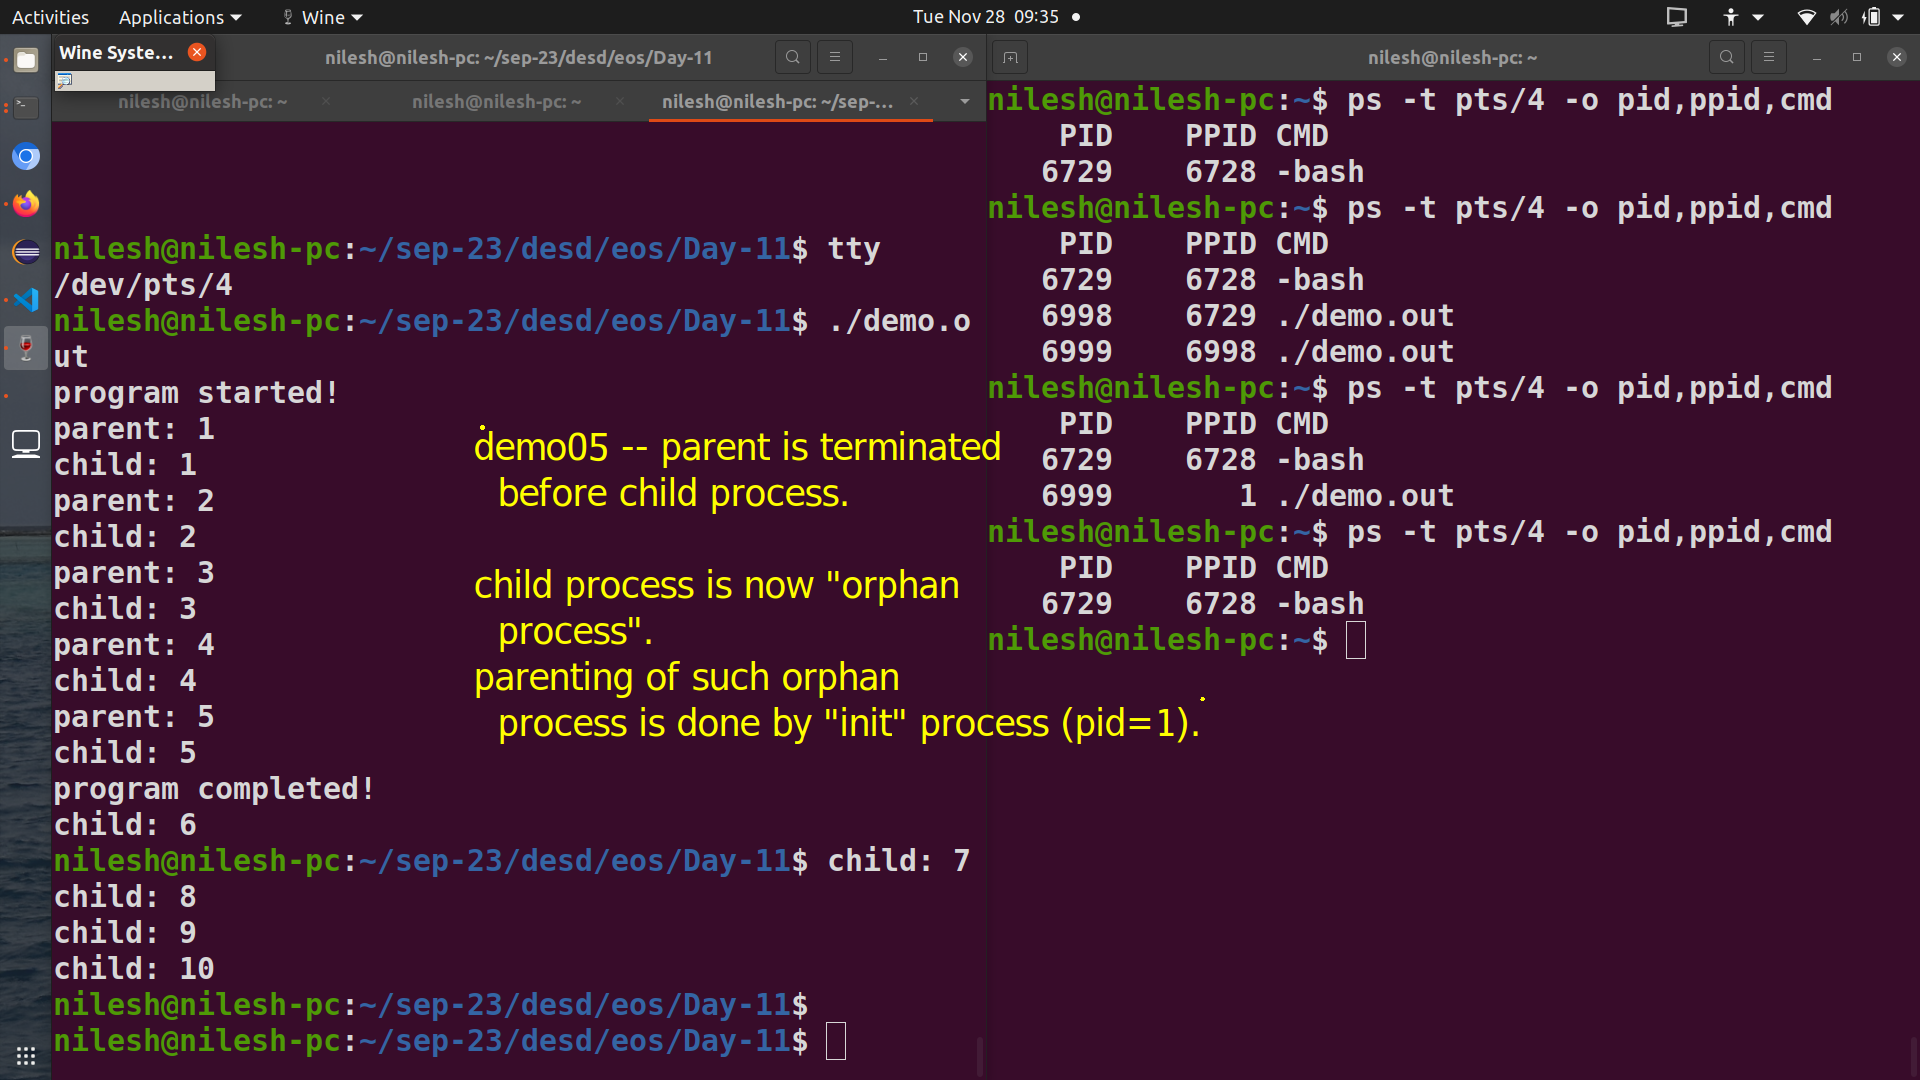 Activities Applications Wine Tue Nov 28 09:35
Wine Syste...
nilesh@nilesh-pc: ~/sep-23/desd/eos/Day-11
nilesh@nilesh-pc: ~ nilesh@nilesh-pc: ~ nilesh@nilesh-pc: ~/sep-...
nilesh@nilesh-pc:~/sep-23/desd/eos/Day-11$ tty
/dev/pts/4
nilesh@nilesh-pc:~/sep-23/desd/eos/Day-11$ ./demo.o
ut
program started!
parent: 1
child: 1
parent: 2
child: 2
parent: 3
child: 3
parent: 4
child: 4
parent: 5
child: 5
program completed!
child: 6
nilesh@nilesh-pc:~/sep-23/desd/eos/Day-11$ child: 7
child: 8
child: 9
child: 10
nilesh@nilesh-pc:~/sep-23/desd/eos/Day-11$
nilesh@nilesh-pc:~/sep-23/desd/eos/Day-11$
demo05 -- parent is terminated
before child process.
child process is now "orphan
process".
parenting of such orphan
process is done by "init" process (pid=1).
nilesh@nilesh-pc: ~
nilesh@nilesh-pc:~$ ps -t pts/4 -o pid,ppid,cmd
PID PPID CMD
6729 6728 -bash
nilesh@nilesh-pc:~$ ps -t pts/4 -o pid,ppid,cmd
PID PPID CMD
6729 6728 -bash
6998 6729 ./demo.out
6999 6998 ./demo.out
nilesh@nilesh-pc:~$ ps -t pts/4 -o pid,ppid,cmd
PID PPID CMD
6729 6728 -bash
6999 1 ./demo.out
nilesh@nilesh-pc:~$ ps -t pts/4 -o pid,ppid,cmd
PID PPID CMD
6729 6728 -bash
nilesh@nilesh-pc:~$